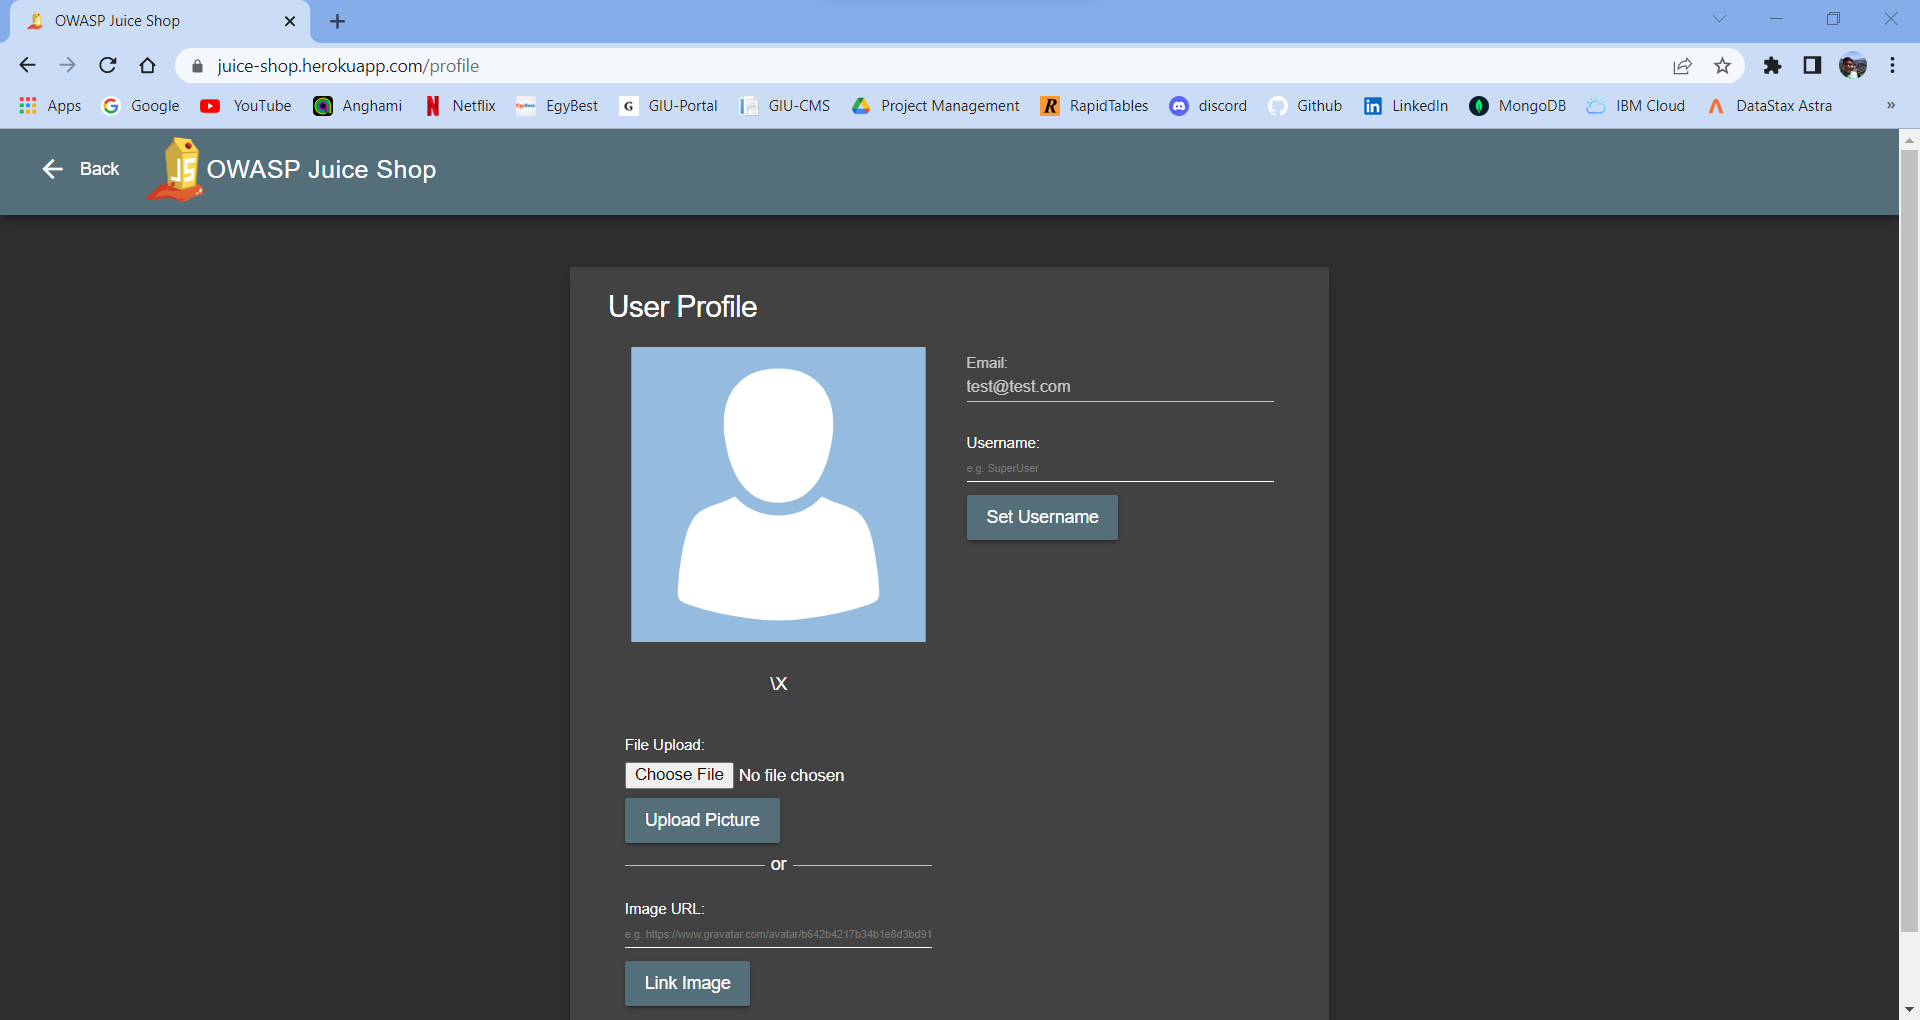 OWASP Juice Shop
juice-shop.herokuapp.com/profile
Apps Google YouTube Anghami Netflix EgyBest GIU-Portal GIU-CMS Project Management RapidTables discord Github LinkedIn MongoDB IBM Cloud DataStax Astra »
Back JS OWASP Juice Shop
User Profile
Email:
test@test.com
Username:
e.g. SuperUser
Set Username
\X
File Upload:
Choose File No file chosen
Upload Picture
or
Image URL:
e.g. https://www.gravatar.com/avatar/b642b4217b34b1e8d3bd91
Link Image